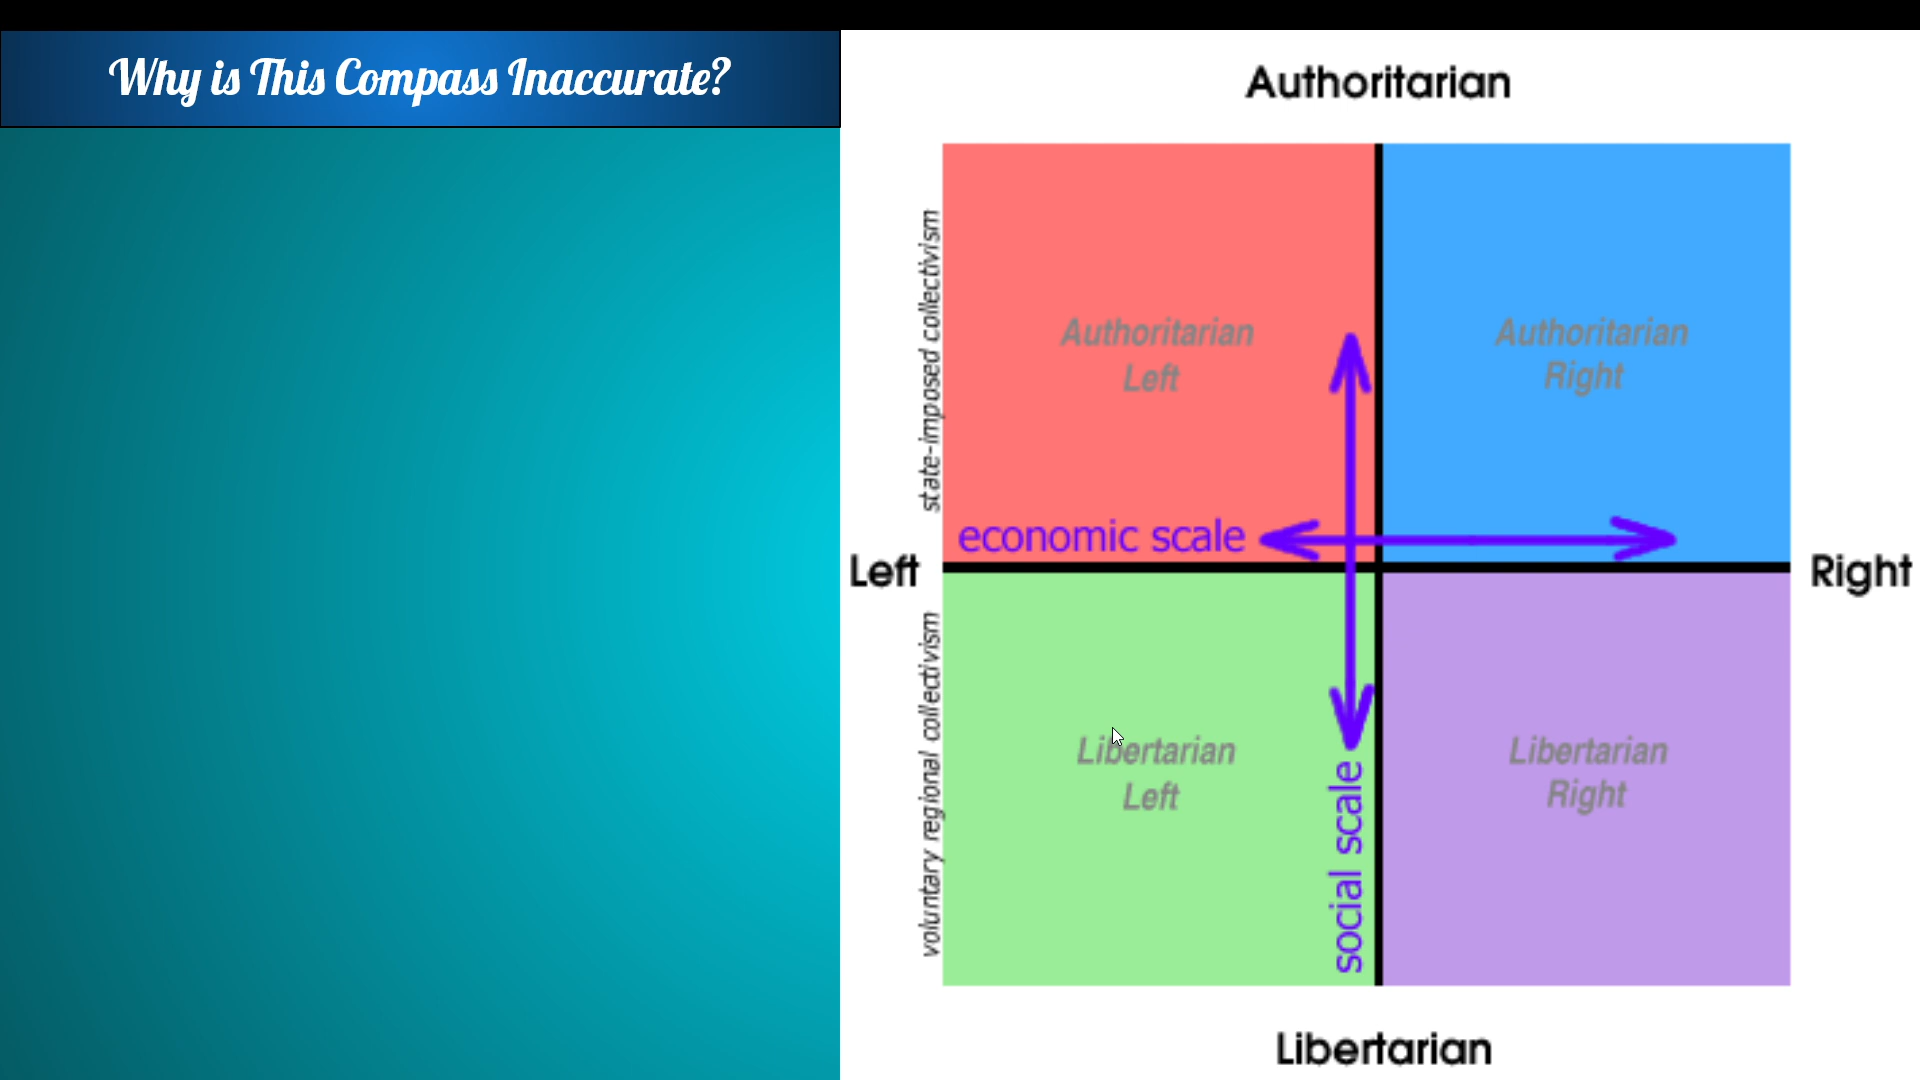 Why is This Compass Inaccurate?
Authoritarian
state-imposed collectivism
Authoritarian
Left
Authoritarian
Right
economic scale
Left
Right
voluntary regional collectivism
Libertarian
Left
social scale
Libertarian
Right
Libertarian